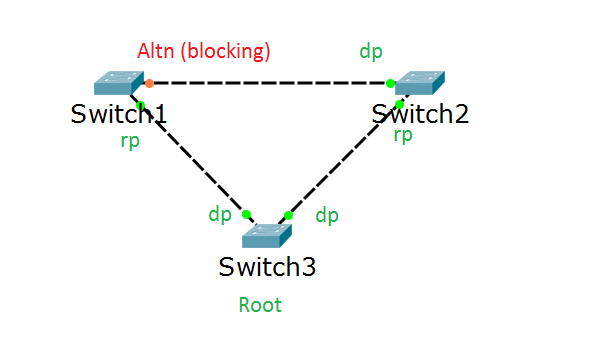 Altn (blocking)
dp
Switch1
Switch2
rp
rp
dp
dp
Switch3
Root